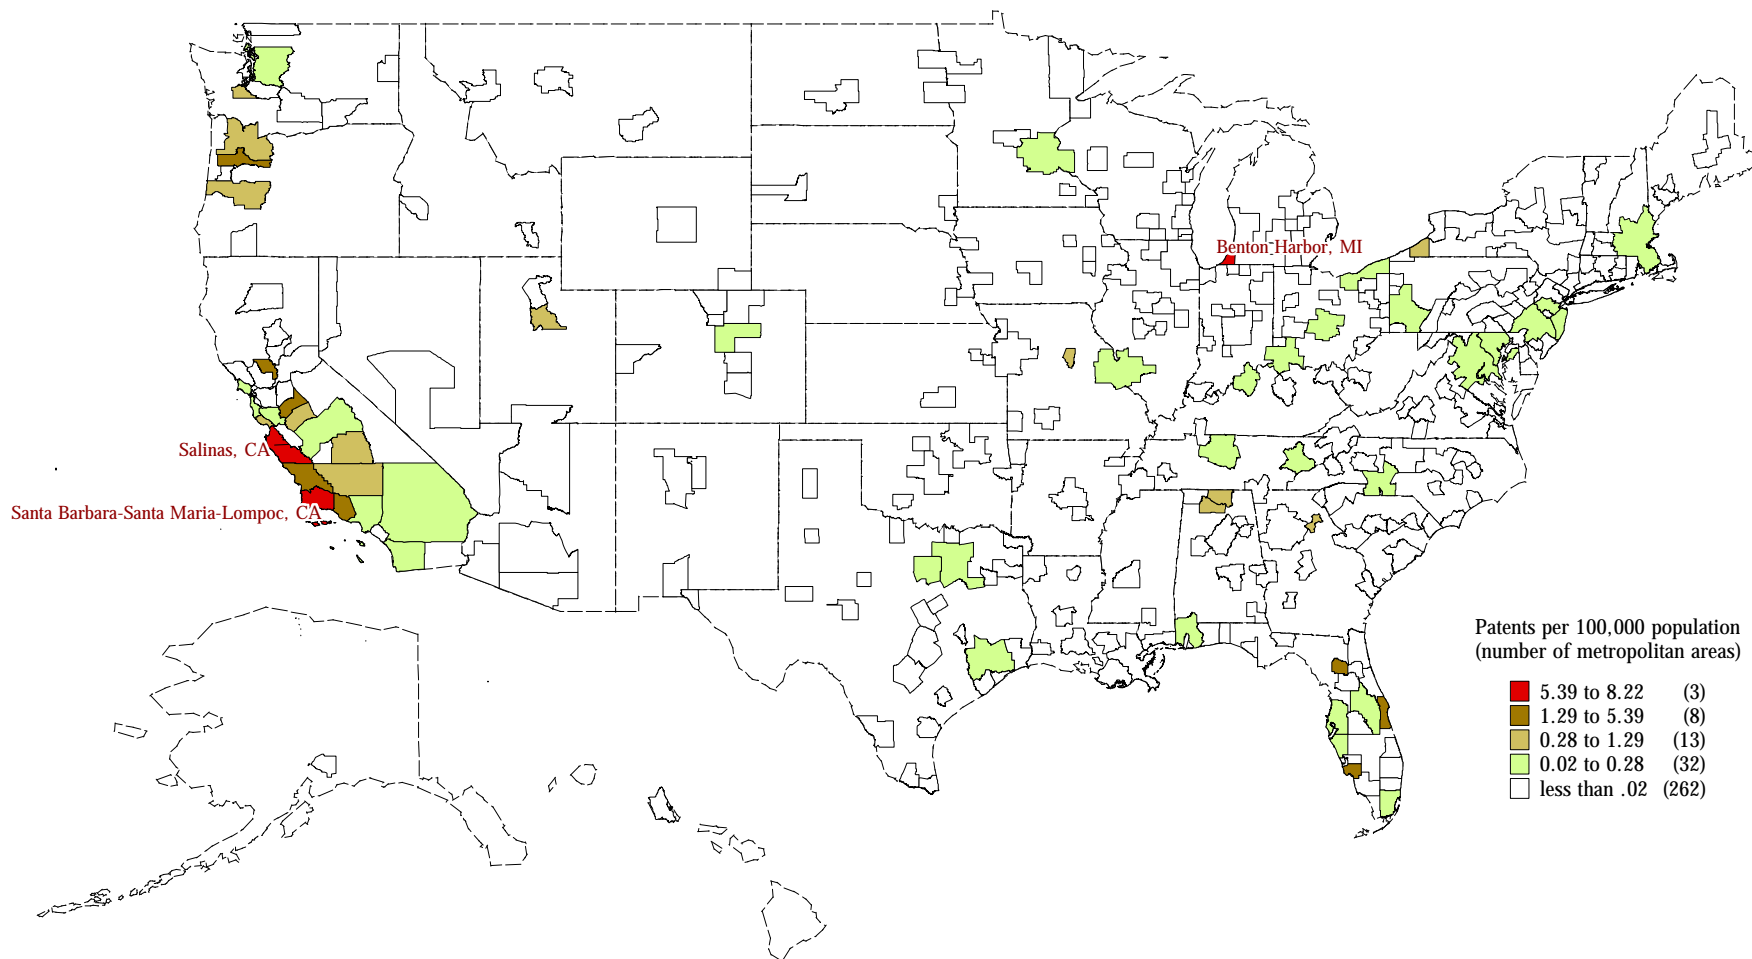 Benton Harbor, MI
Salinas, CA
Santa Barbara-Santa Maria-Lompoc, CA
Patents per 100,000 population
(number of metropolitan areas)
5.39 to 8.22 (3)
1.29 to 5.39 (8)
0.28 to 1.29 (13)
0.02 to 0.28 (32)
less than .02 (262)